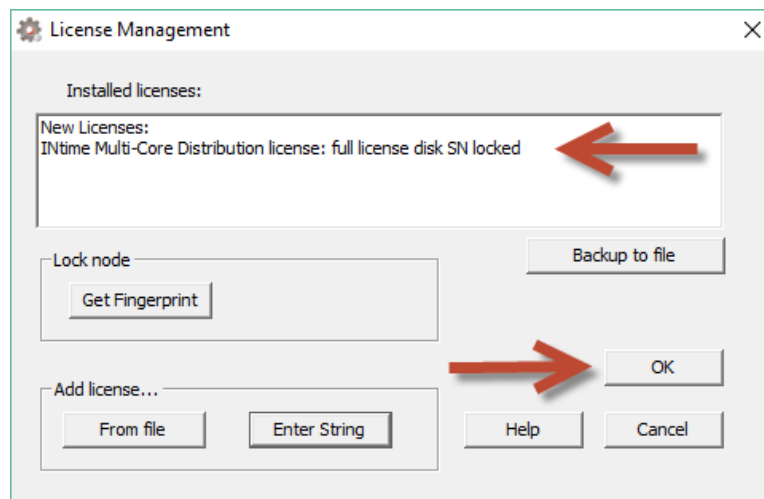 License Management
Installed licenses:
New Licenses:
INtime Multi-Core Distribution license: full license disk SN locked
Backup to file
Lock node
Get Fingerprint
OK
Add license...
From file
Enter String
Help
Cancel